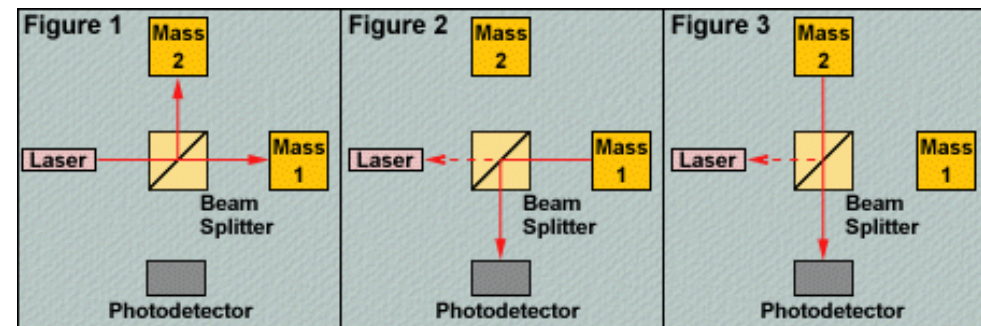 Figure 1
Mass
2
Laser
Mass
1
Beam
Splitter
Photodetector
Figure 2
Mass
2
Laser
Mass
1
Beam
Splitter
Photodetector
Figure 3
Mass
2
Laser
Mass
1
Beam
Splitter
Photodetector